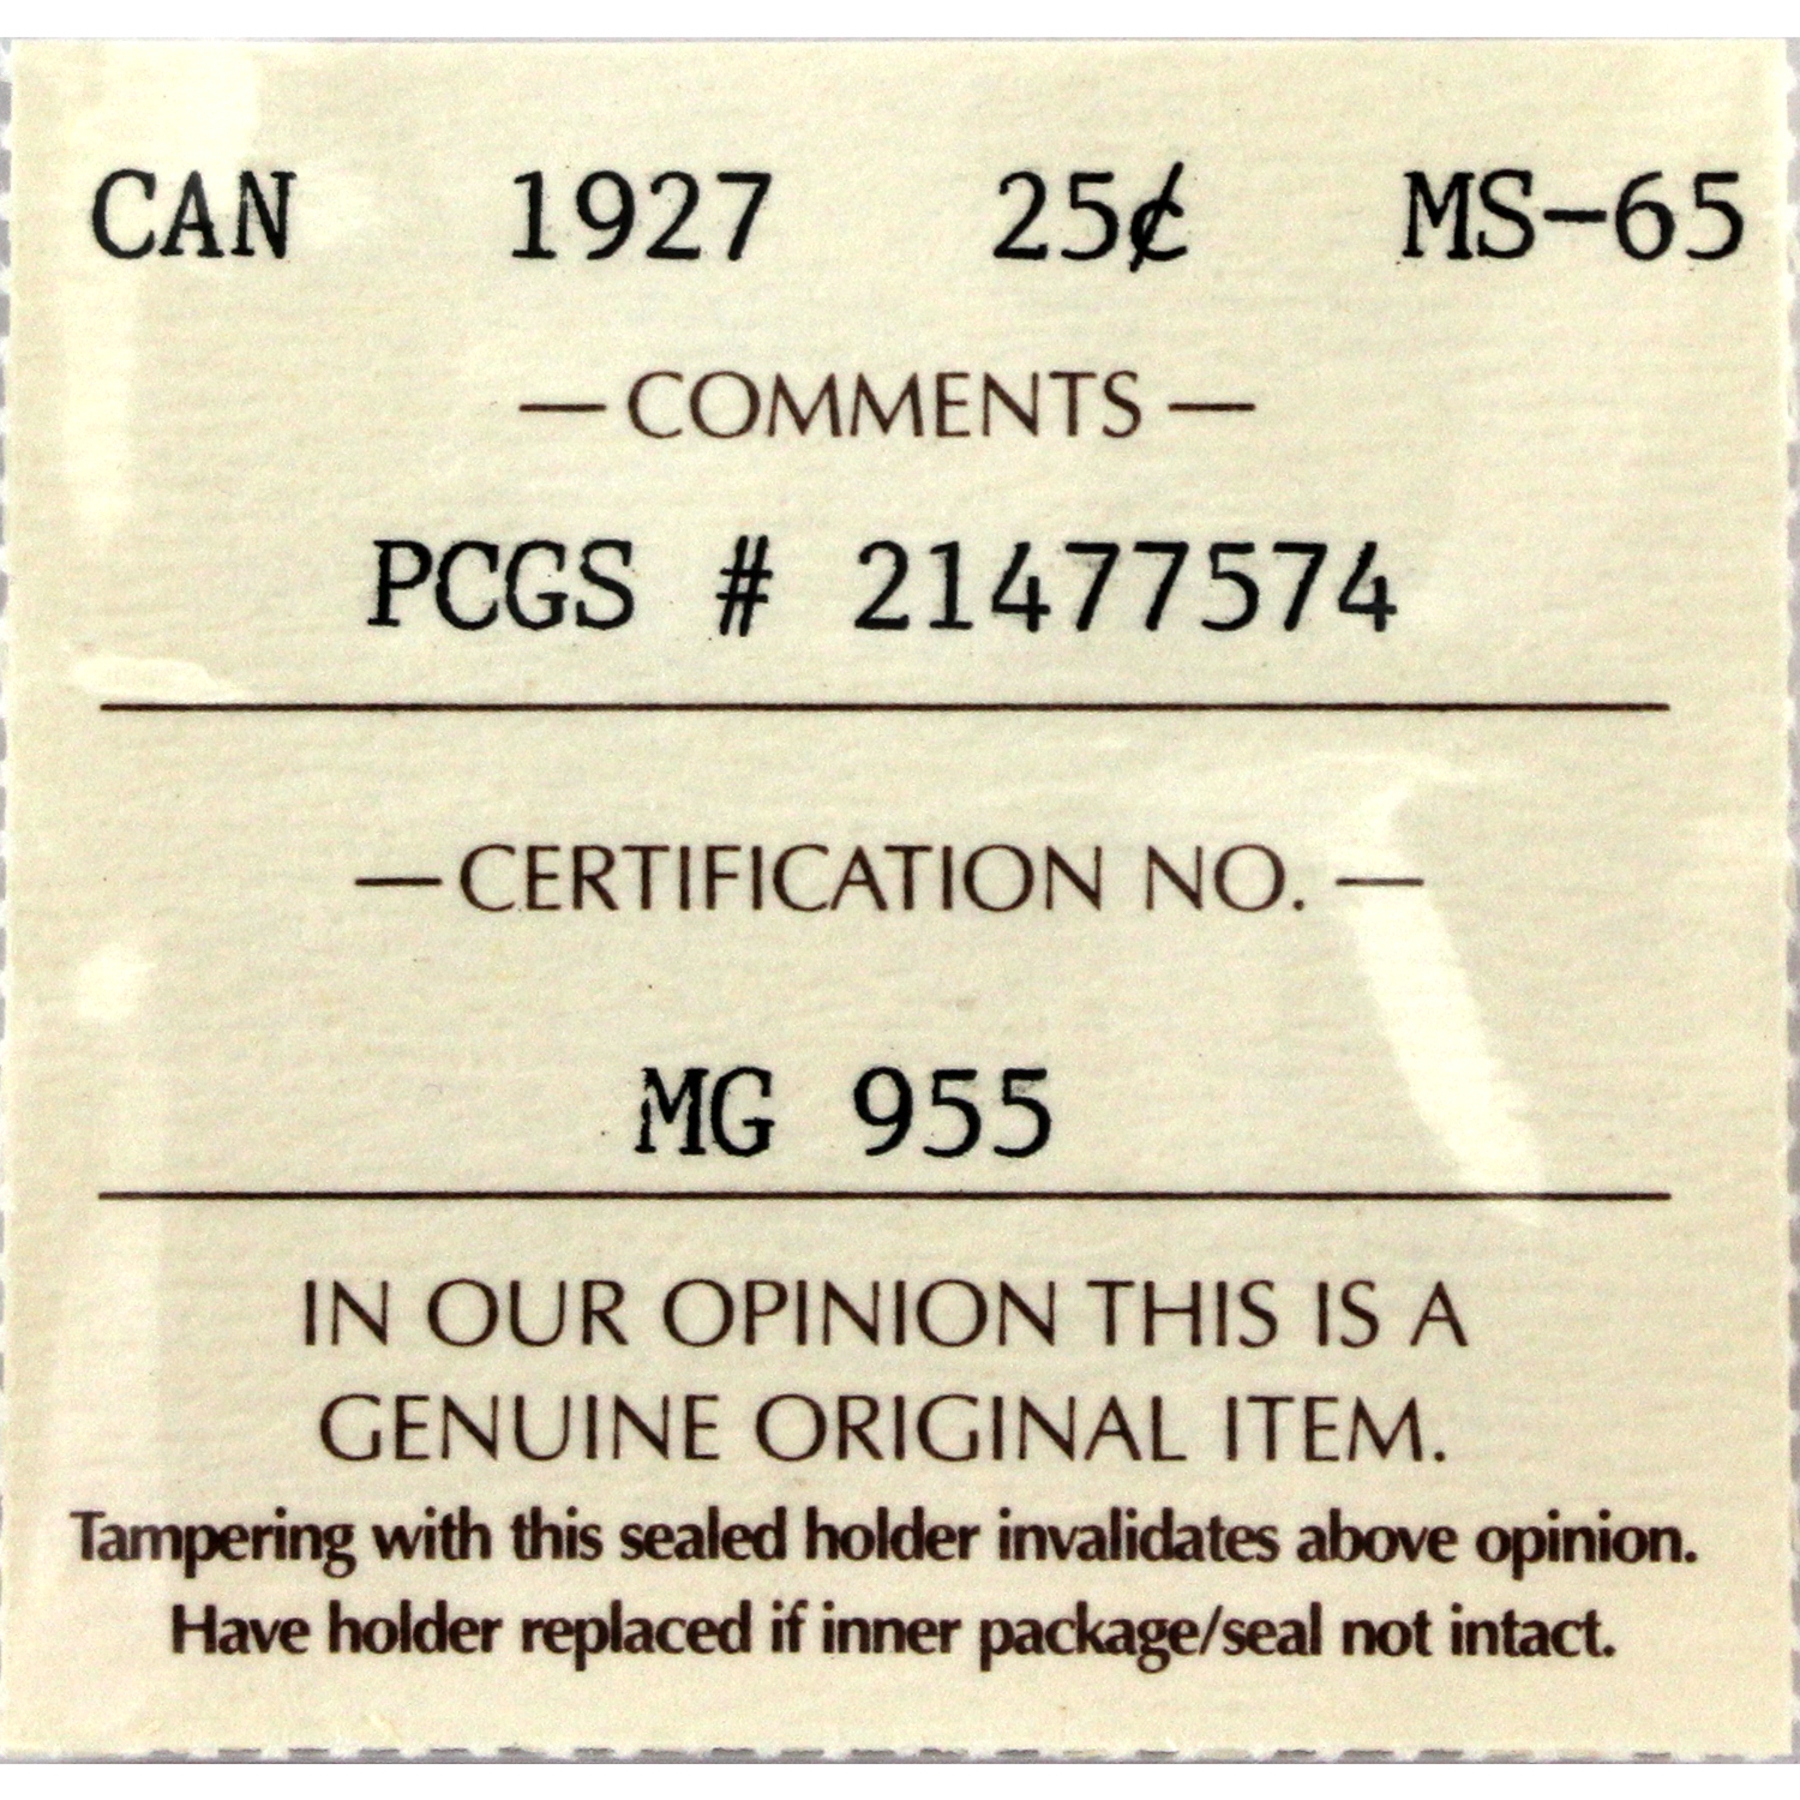 CAN 1927 25¢ MS-65
— COMMENTS —
PCGS # 21477574
— CERTIFICATION NO. —
MG 955
IN OUR OPINION THIS IS A
GENUINE ORIGINAL ITEM.
Tampering with this sealed holder invalidates above opinion.
Have holder replaced if inner package/seal not intact.